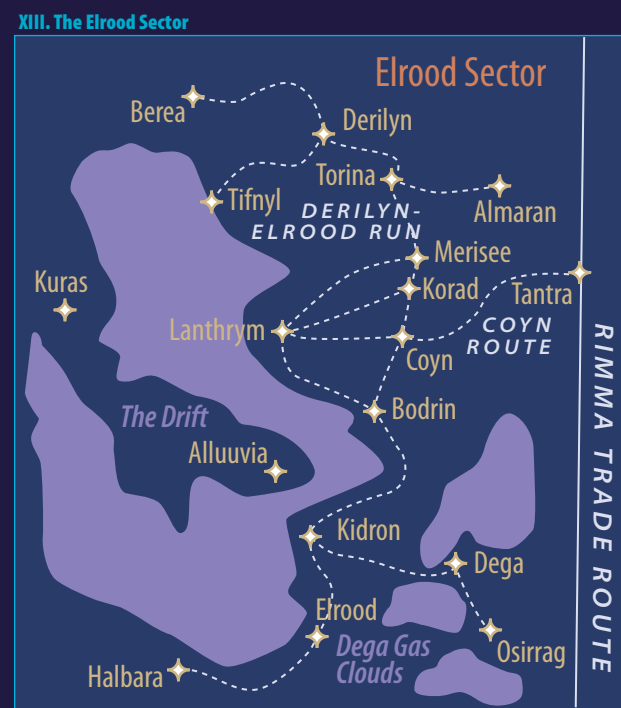 XIII. The Elrood Sector
Elrood Sector
Berea
Derilyn
Torina
Tifnyl
Almaran
DERILYN-
ELROOD RUN
Merisee
Kuras
Korad
Tantra
Lanthrym
COYN
ROUTE
Coyn
RIMMA TRADE ROUTE
The Drift
Bodrin
Alluuvia
Kidron
Dega
Elrood
Dega Gas
Clouds
Osirrag
Halbara